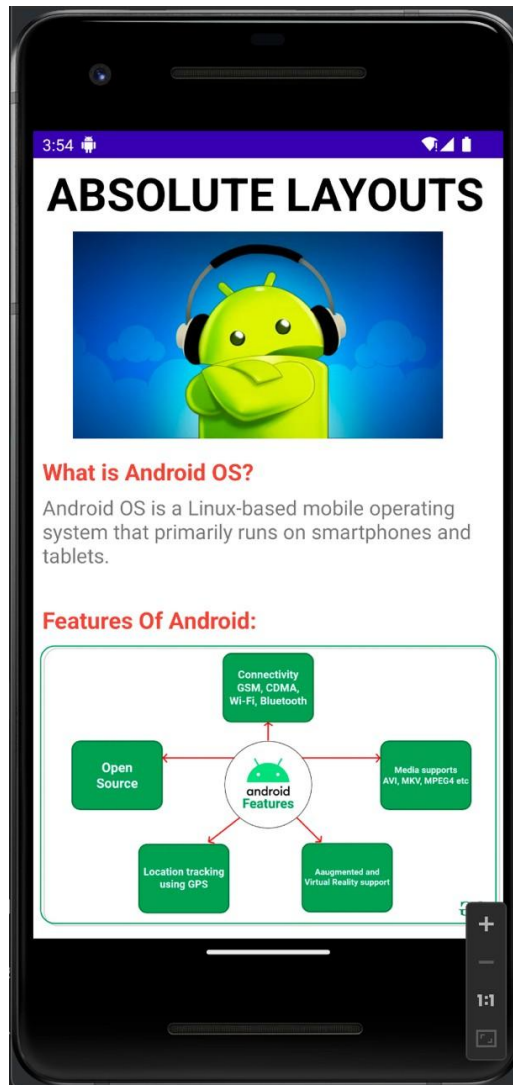 3:54
ABSOLUTE LAYOUTS
What is Android OS?
Android OS is a Linux-based mobile operating
system that primarily runs on smartphones and
tablets.
Features Of Android:
Connectivity
GSM, CDMA,
Wi-Fi, Bluetooth
Open
Source
Media supports
AVI, MKV, MPEG4 etc
android
Features
Location tracking
using GPS
Aaugmented and
Virtual Reality support
1:1